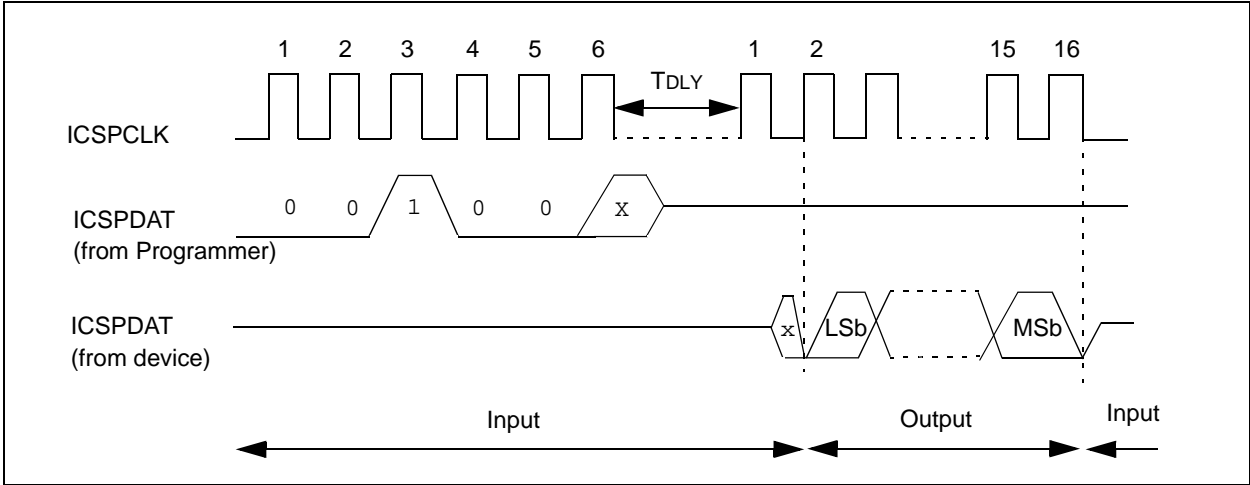 1 2 3 4 5 6 1 2 15 16
TDLY
ICSPCLK
ICSPDAT
(from Programmer)
0 0 1 0 0 x
ICSPDAT
(from device)
x LSb MSb
Input Output Input